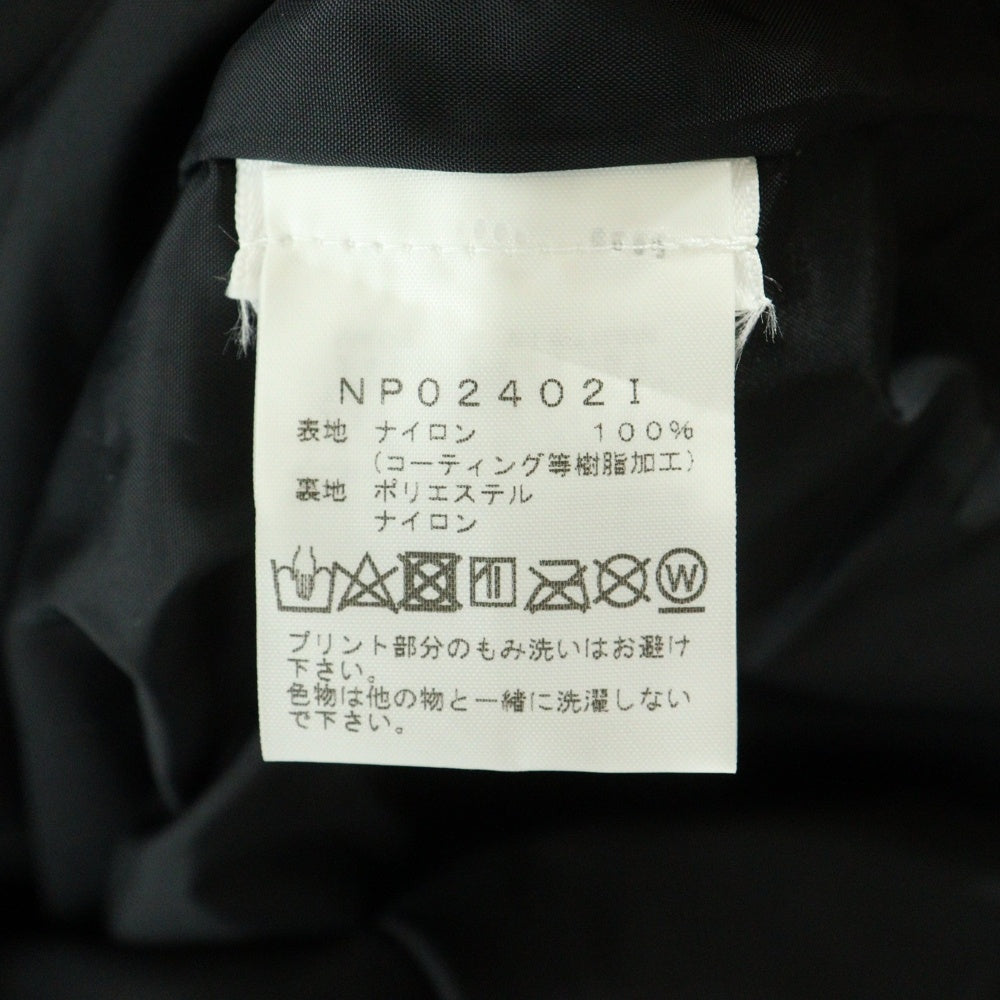 NP02402I
表地 ナイロン 100%
(コーティング等樹脂加工)
裏地 ポリエステル
ナイロン
W
プリント部分のもみ洗いはお避け
下さい。
色物は他の物と一緒に洗濯しない
で下さい。